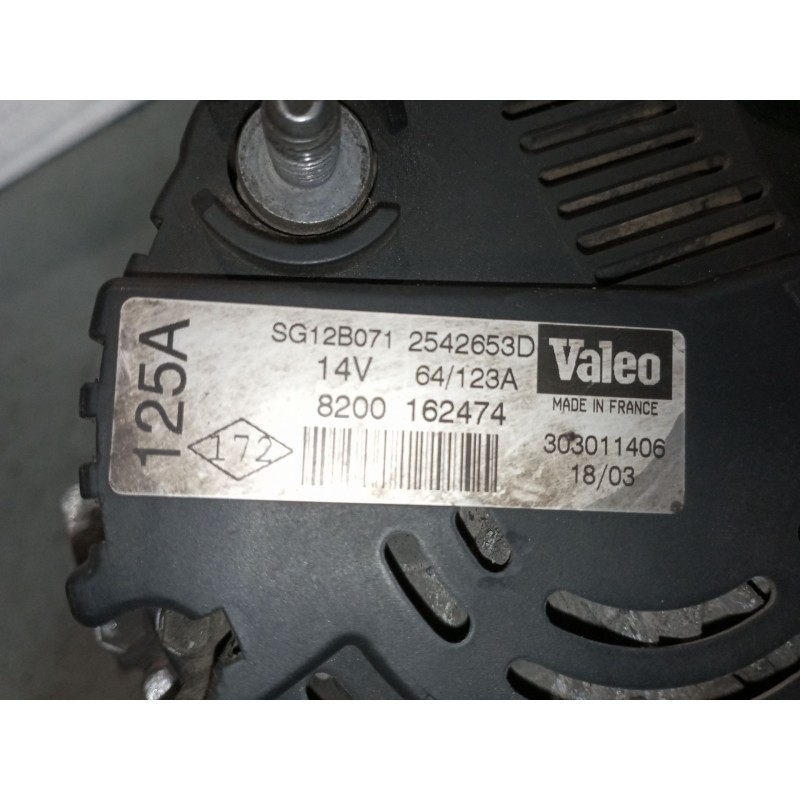 125A
SG12B071 2542653D
14V 64/123A
Valeo
MADE IN FRANCE
8200 162474
172
303011406
18/03